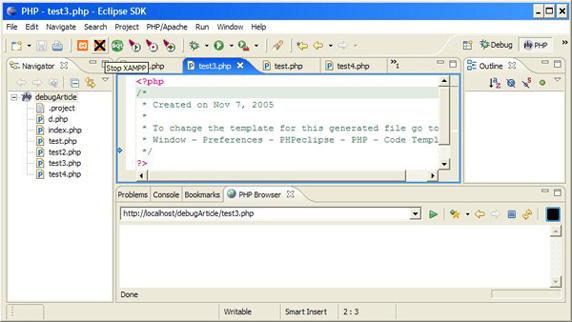 PHP - test3.php - Eclipse SDK
File Edit Navigate Search Project PHP/Apache Run Window Help
SQL
Debug PHP
Stop XAMPP
Navigator
.php test3.php test.php test4.php »1
Outline
debugArticle
.project
d.php
index.php
test.php
test2.php
test3.php
test4.php
<?php
/*
* Created on Nov 7, 2005
*
* To change the template for this generated file go to
* Window - Preferences - PHPeclipse - PHP - Code Templ
*/
?>
Problems Console Bookmarks PHP Browser
http://localhost/debugArticle/test3.php
Done
Writable Smart Insert 2 : 3